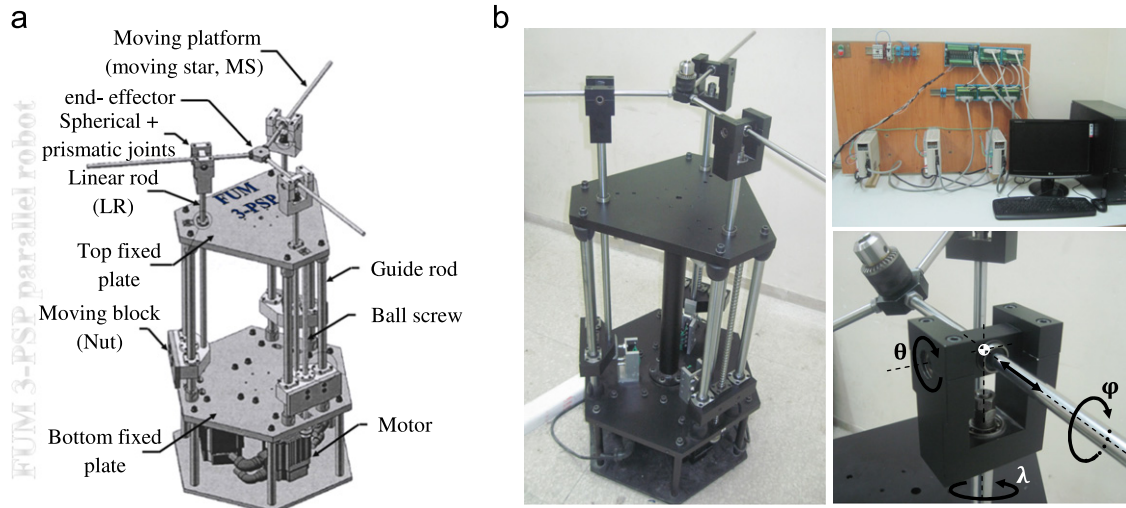 a
b
FUM 3-PSP parallel robot
Moving platform
(moving star, MS)
end- effector
Spherical +
prismatic joints
Linear rod
(LR)
FUM
3-PSP
Top fixed
plate
Guide rod
Moving block
(Nut)
Ball screw
Bottom fixed
plate
Motor
θ
φ
λ